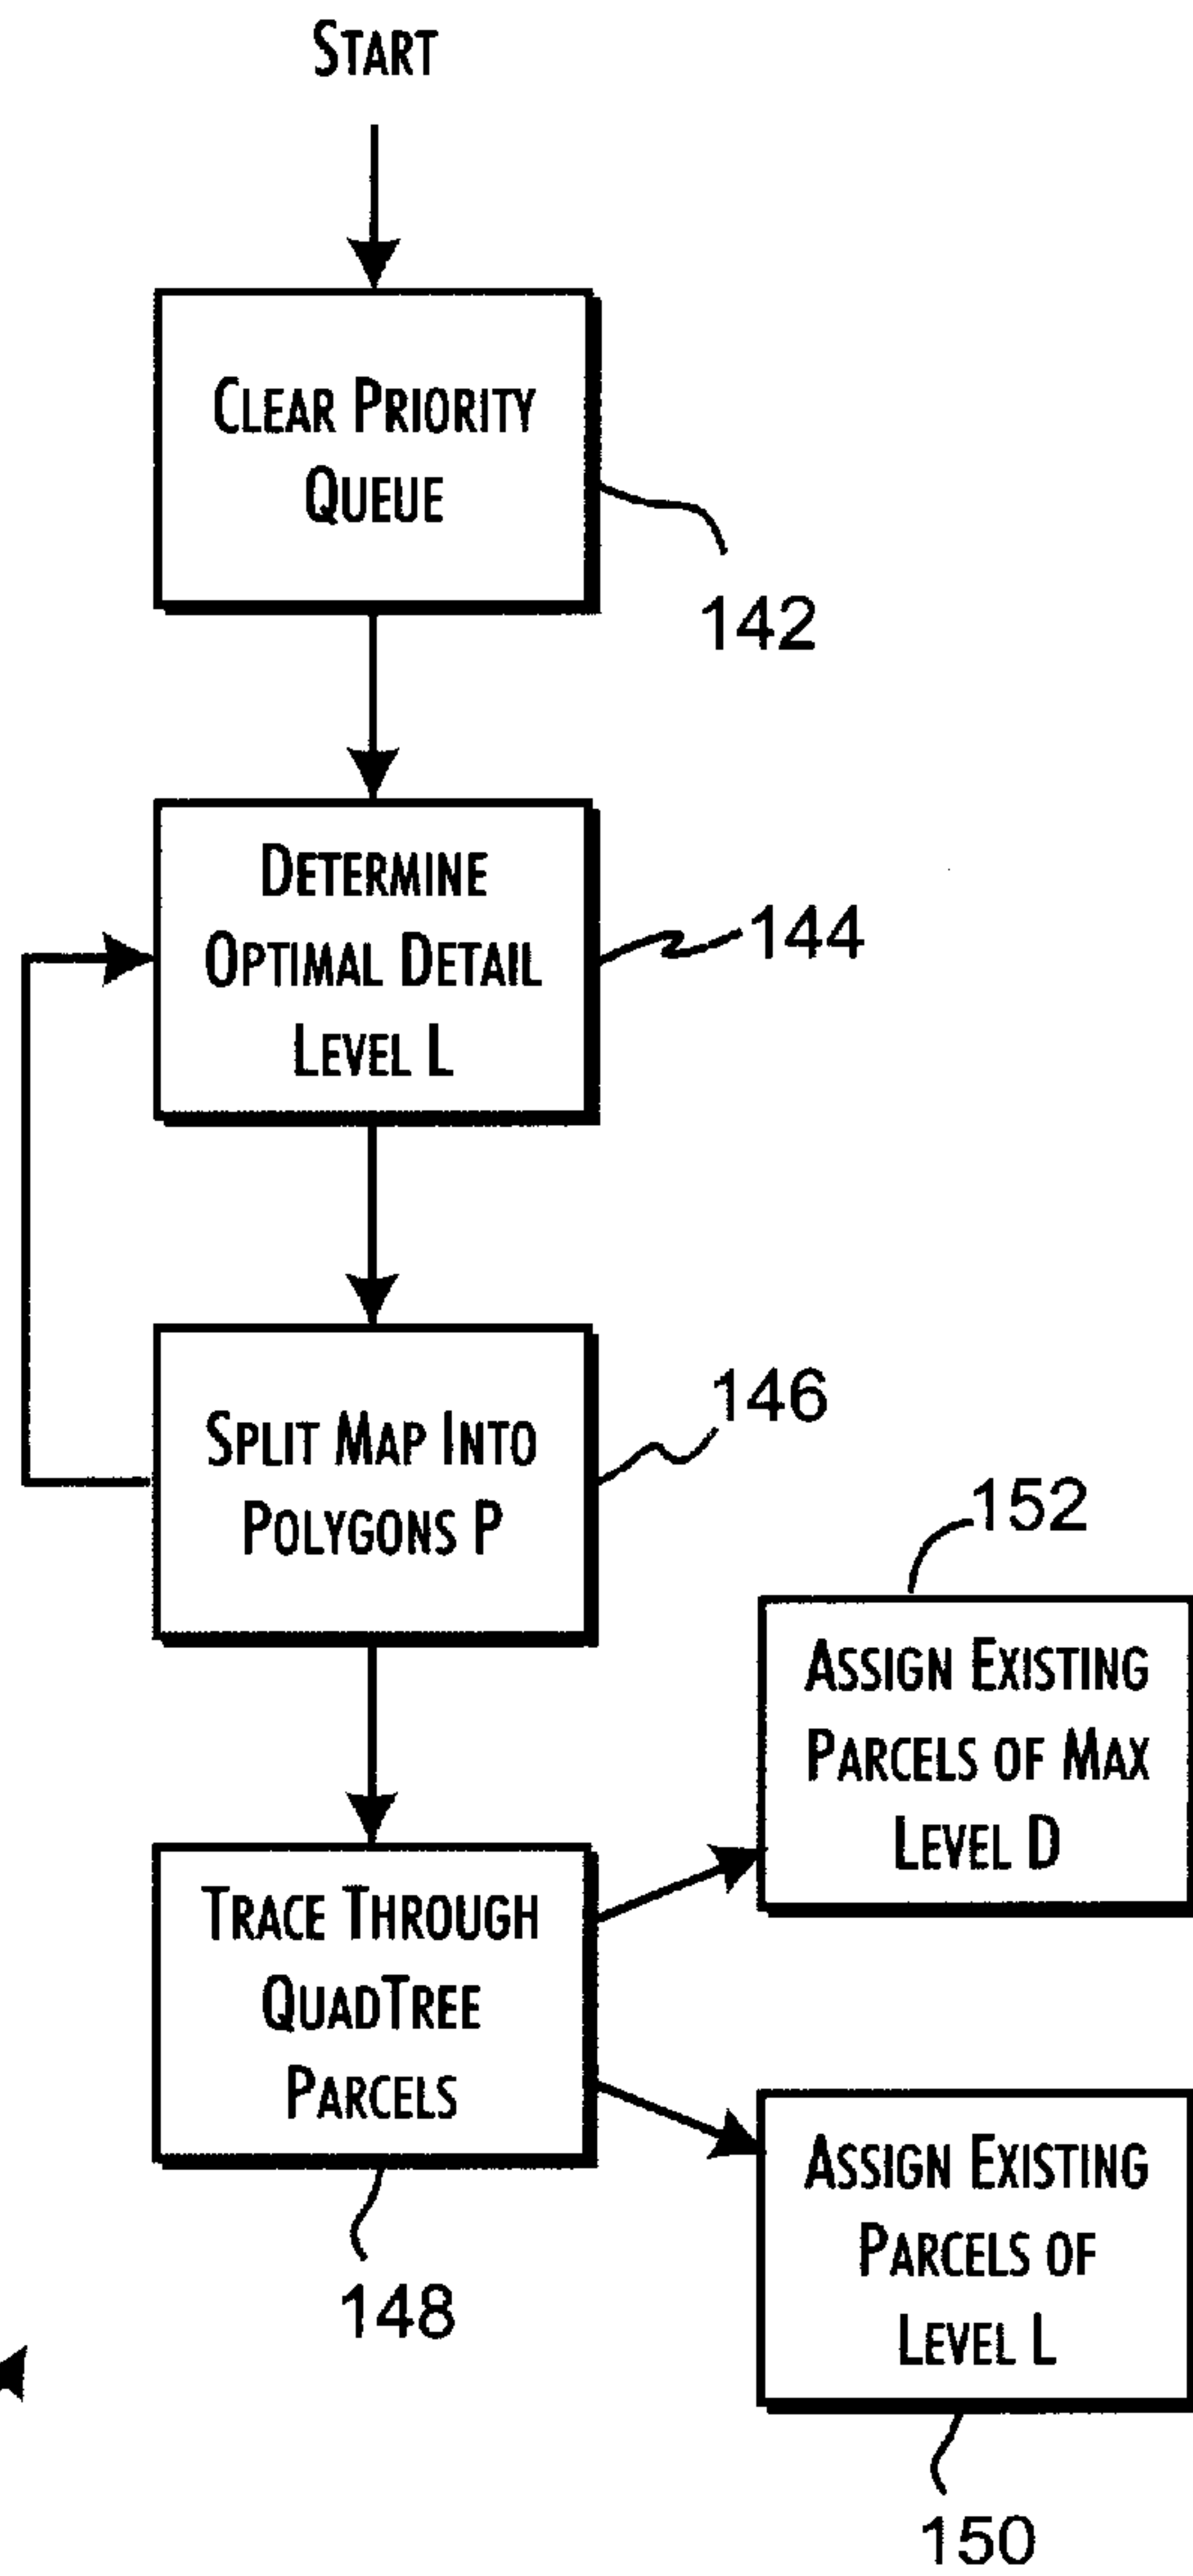 START
CLEAR PRIORITY
QUEUE
142
DETERMINE
OPTIMAL DETAIL
LEVEL L
144
SPLIT MAP INTO
POLYGONS P
146
TRACE THROUGH
QUADTREE
PARCELS
148
152
ASSIGN EXISTING
PARCELS OF MAX
LEVEL D
ASSIGN EXISTING
PARCELS OF
LEVEL L
150